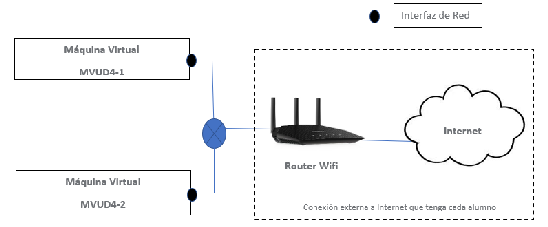 Interfaz de Red
Máquina Virtual
MVUD4-1
Internet
Router Wifi
Máquina Virtual
MVUD4-2
Conexión externa a Internet que tenga cada alumno